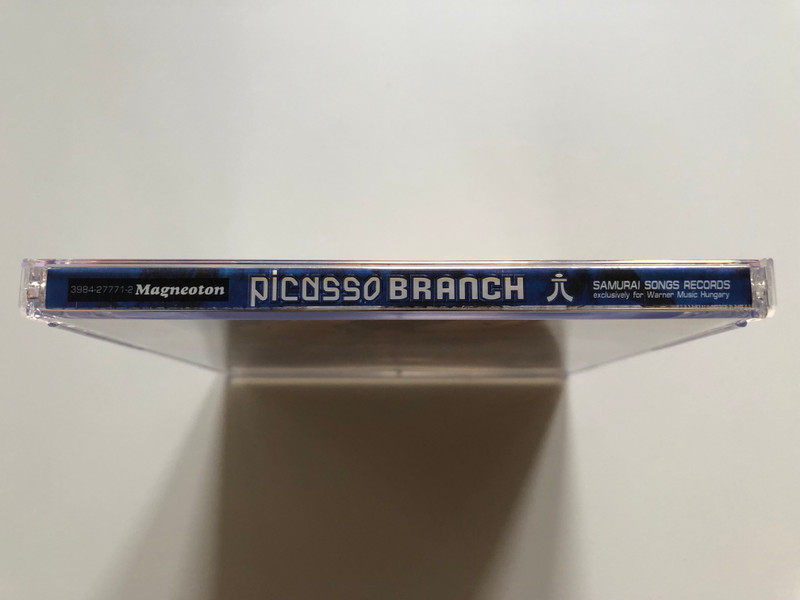 3984-27771-2 Magneoton picasso BRANCH SAMURAI SONGS RECORDS
exclusively for Warner Music Hungary